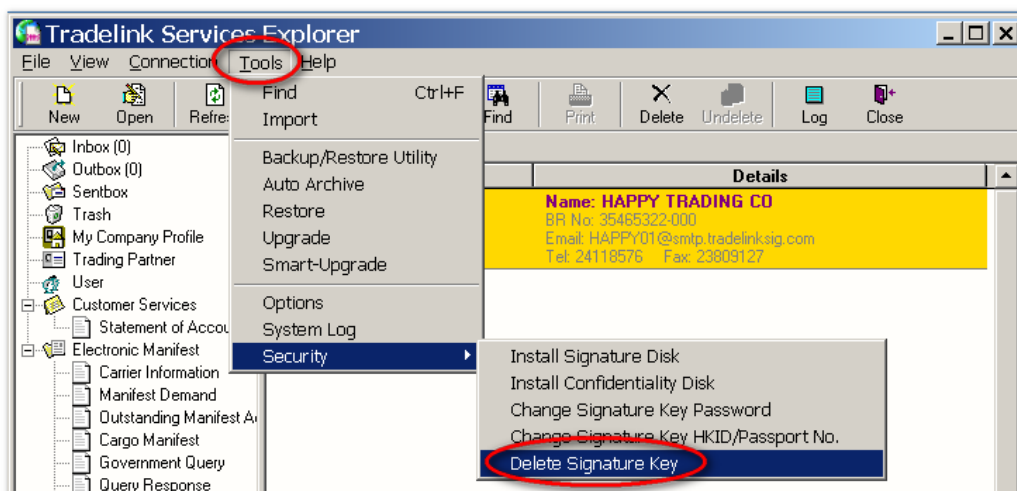 Tradelink Services Explorer
File View Connection Tools Help
New Open Find Print Delete Undelete Log Close
Find Ctrl+F
Import
Backup/Restore Utility
Auto Archive
Restore
Upgrade
Smart-Upgrade
Options
System Log
Security
Install Signature Disk
Install Confidentiality Disk
Change Signature Key Password
Change Signature Key HKID/Passport No.
Delete Signature Key
Inbox (0)
Outbox (0)
Sentbox
Trash
My Company Profile
Trading Partner
User
Customer Services
Statement of Accou
Electronic Manifest
Carrier Information
Manifest Demand
Outstanding Manifest A
Cargo Manifest
Government Query
Query Response
Details
Name: HAPPY TRADING CO
BR No: 35465322-000
Email: HAPPY01@smtp.tradelinksig.com
Tel: 24118576 Fax: 23809127